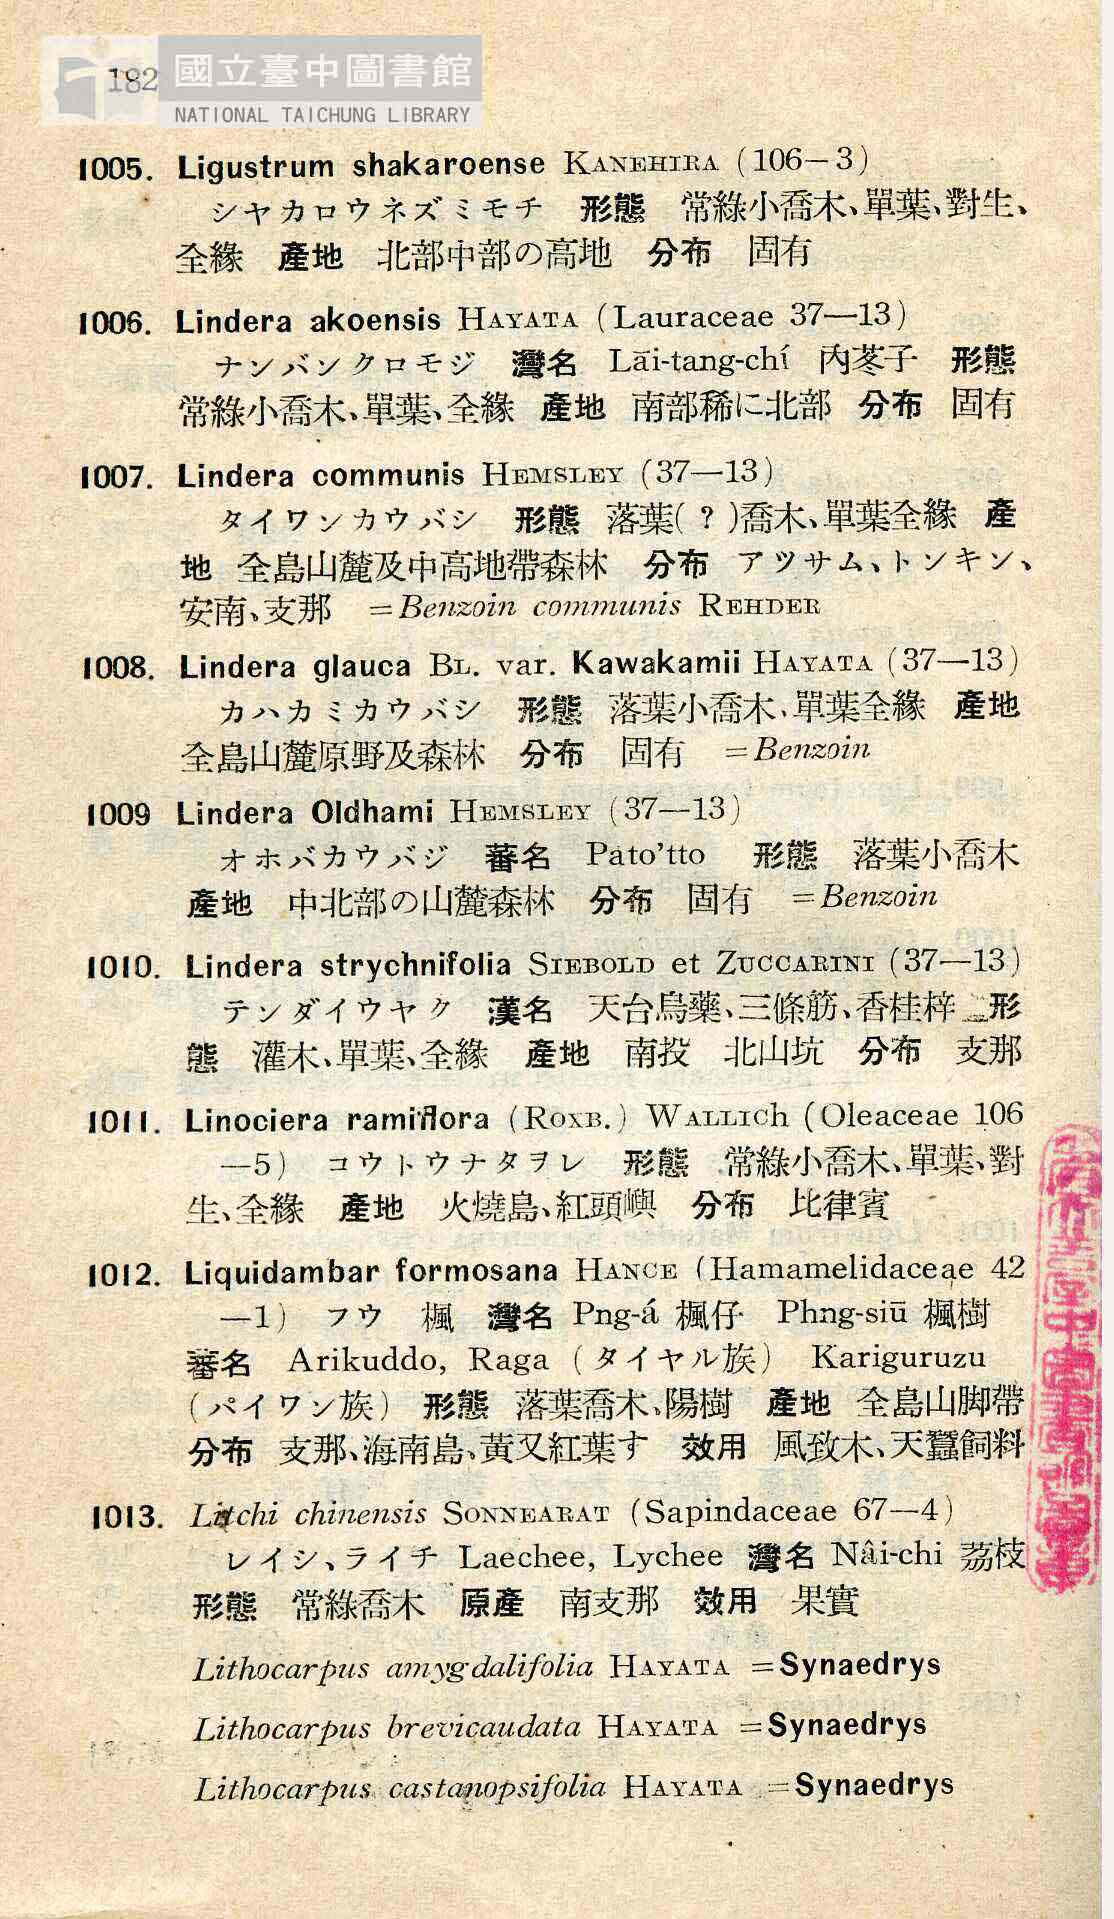 182
國立臺中圖書館
NATIONAL TAICHUNG LIBRARY
1005. Ligustrum shakaroense KANEHIRA (106—3)
シヤカロウネズミモチ 形態 常綠小喬木、單葉、對生、
全緣 產地 北部中部の高地 分布 固有
1006. Lindera akoensis HAYATA (Lauraceae 37—13)
ナンバンクロモジ 灣名 Lāi-tang-chí 內苳子 形態
常綠小喬木、單葉、全緣 產地 南部稀に北部 分布 固有
1007. Lindera communis HEMSLEY (37—13)
タイワンカウバシ 形態 落葉(?)喬木、單葉全緣 產
地 全島山麓及中高地帶森林 分布 アツサム、トンキン、
安南、支那 =Benzoin communis REHDER
1008. Lindera glauca BL. var. Kawakamii HAYATA (37—13)
カハカミカウバシ 形態 落葉小喬木、單葉全緣 產地
全島山麓原野及森林 分布 固有 =Benzoin
1009 Lindera Oldhami HEMSLEY (37—13)
オホバカウバジ 蕃名 Pato'tto 形態 落葉小喬木
產地 中北部の山麓森林 分布 固有 =Benzoin
1010. Lindera strychnifolia SIEBOLD et ZUCCARINI (37—13)
テンダイウヤク 漢名 天台烏藥、三條筋、香桂梓 形
態 灌木、單葉、全緣 產地 南投 北山坑 分布 支那
1011. Linociera ramiflora (ROXB.) WALLICH (Oleaceae 106
—5) コウトウナタヲレ 形態 常綠小喬木、單葉、對
生、全緣 產地 火燒島、紅頭嶼 分布 比律賓
1012. Liquidambar formosana HANCE (Hamamelidaceae 42
—1) フウ 楓 灣名 Png-á 楓仔 Phng-siū 楓樹
蕃名 Arikuddo, Raga (タイヤル族) Kariguruzu
(パイワン族) 形態 落葉喬木、陽樹 產地 全島山脚帶
分布 支那、海南島、黃又紅葉す 效用 風致木、天蠶飼料
1013. Litchi chinensis SONNEARAT (Sapindaceae 67—4)
レイシ、ライチ Laechee, Lychee 灣名 Nâi-chi 茘枝
形態 常綠喬木 原產 南支那 效用 果實
Lithocarpus amygdalifolia HAYATA =Synaedrys
Lithocarpus brevicaudata HAYATA =Synaedrys
Lithocarpus castanopsifolia HAYATA =Synaedrys